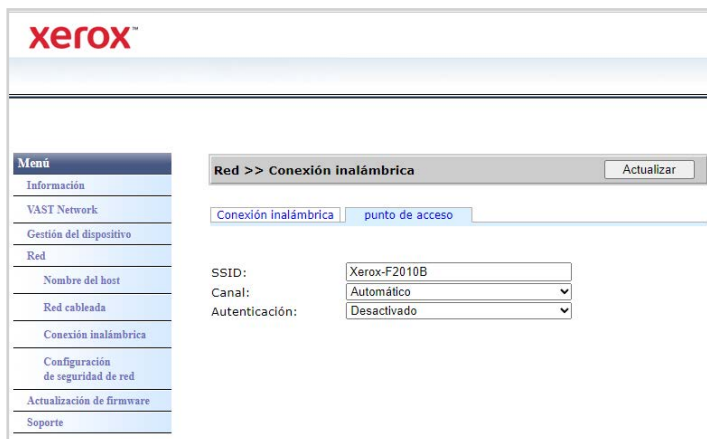 xerox™
Menú
Información
VAST Network
Gestión del dispositivo
Red
Nombre del host
Red cableada
Conexión inalámbrica
Configuración
de seguridad de red
Actualización de firmware
Soporte
Red >> Conexión inalámbrica
Actualizar
Conexión inalámbrica
punto de acceso
SSID: Xerox-F2010B
Canal: Automático
Autenticación: Desactivado